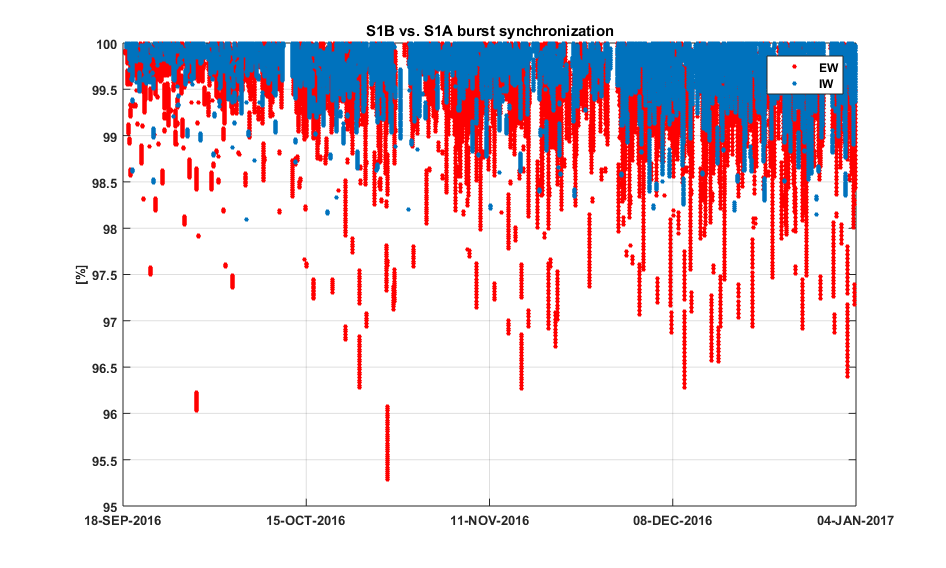 S1B vs. S1A burst synchronization
EW
IW
[%]
100
99.5
99
98.5
98
97.5
97
96.5
96
95.5
95
18-SEP-2016
15-OCT-2016
11-NOV-2016
08-DEC-2016
04-JAN-2017